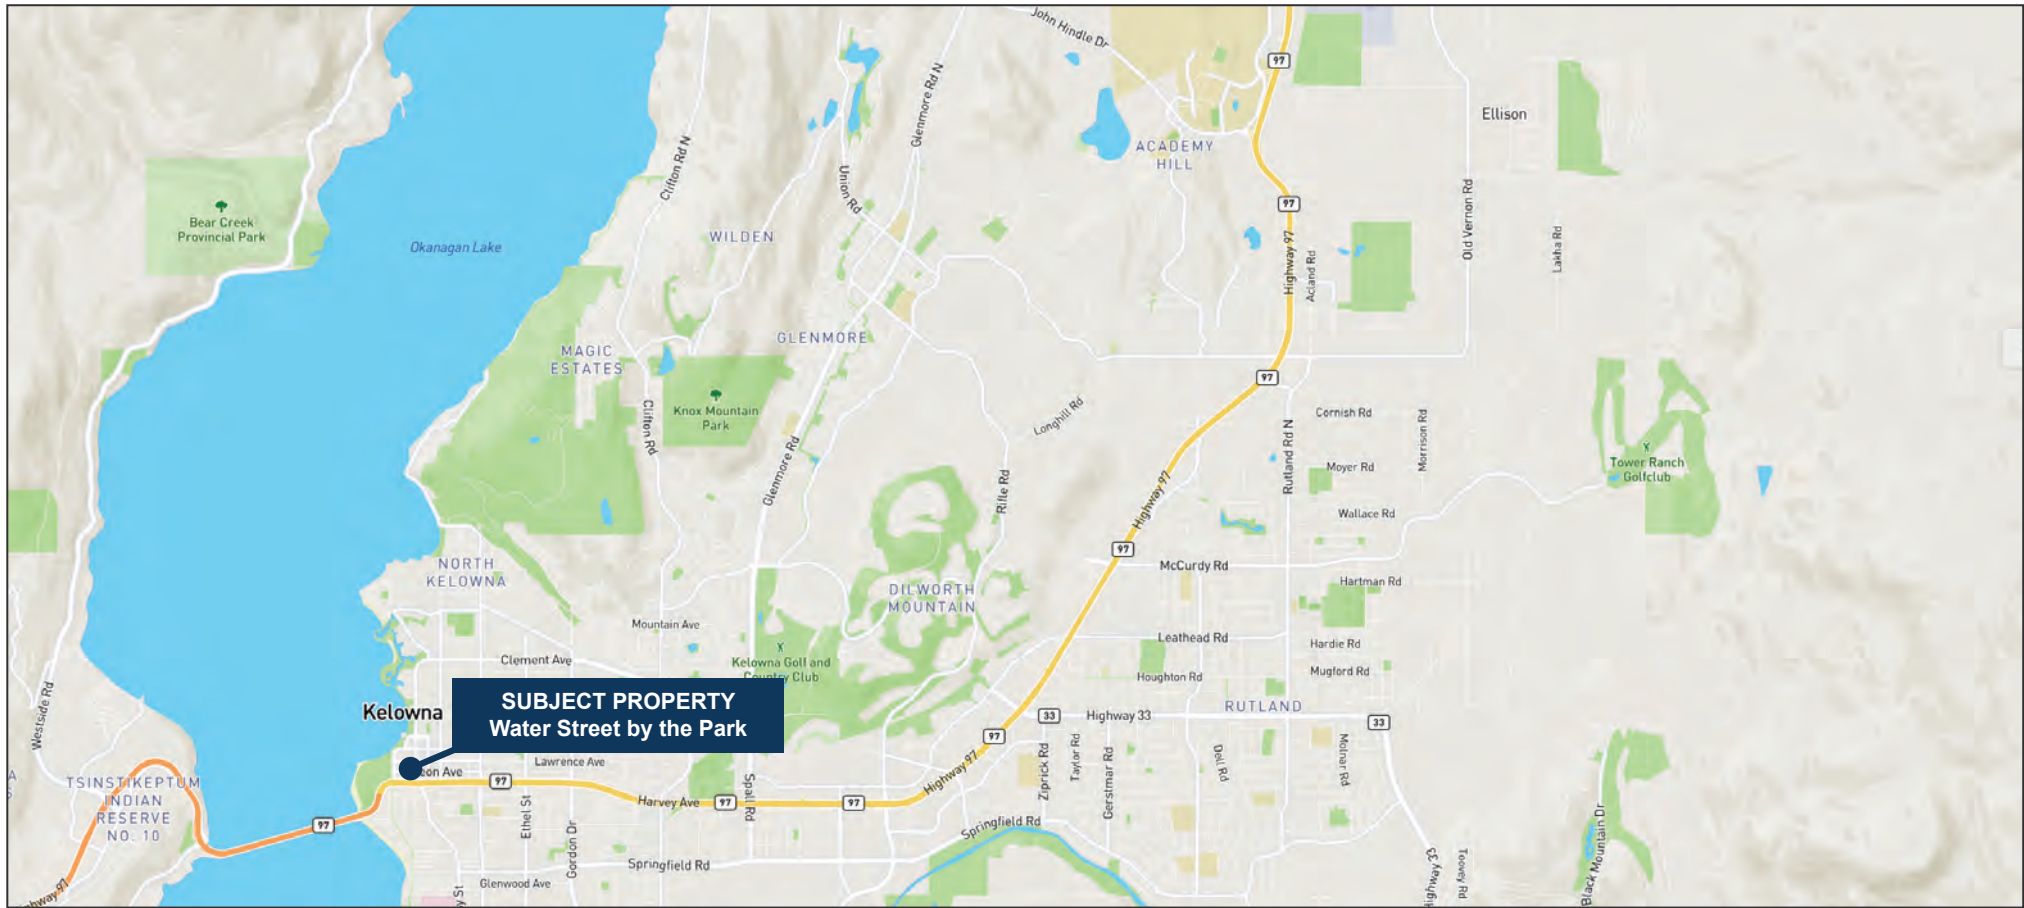 John Hindle Dr
97
Ellison
Glenmore Rd N
Clifton Rd N
ACADEMY
HILL
Union Rd
97
Bear Creek
Provincial Park
Okanagan Lake
WILDEN
Old Vernon Rd
Lakha Rd
Highway 97
Acland Rd
GLENMORE
MAGIC
ESTATES
97
Knox Mountain
Park
Clifton Rd
Longhill Rd
Cornish Rd
Morrison Rd
Rutland Rd N
Glenmore Rd
Moyer Rd
Tower Ranch
Golfclub
Rifle Rd
Highway 97
Wallace Rd
97
NORTH
KELOWNA
McCurdy Rd
Hartman Rd
DILWORTH
MOUNTAIN
Mountain Ave
Leathead Rd
Hardie Rd
Clement Ave
Kelowna Golf and
Country Club
Houghton Rd
Mugford Rd
SUBJECT PROPERTY
Water Street by the Park
Kelowna
RUTLAND
33
Highway 33
33
Westside Rd
97
Lawrence Ave
eon Ave
97
Highway 97
Ziprick Rd
Taylor Rd
Gerstmar Rd
Dell Rd
Molnar Rd
TSINSTIKEPTUM
INDIAN
RESERVE
NO. 10
Harvey Ave
97
97
Spall Rd
97
Ethel St
Gordon Dr
Springfield Rd
Springfield Rd
Black Mountain Dr
Glenwood Ave
Highway 33
Toovey Rd
hway 97
y St